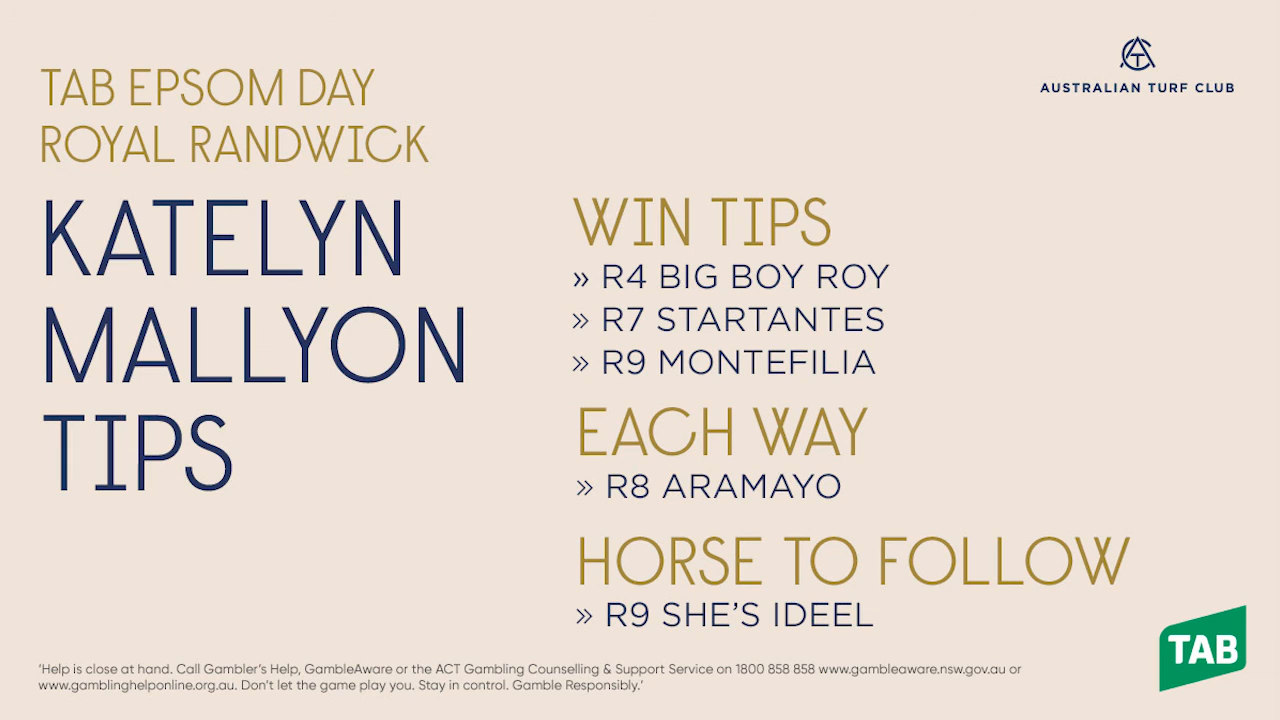 TAB EPSOM DAY
ROYAL RANDWICK
KATELYN
MALLYON
TIPS
AUSTRALIAN TURF CLUB
WIN TIPS
» R4 BIG BOY ROY
» R7 STARTANTES
» R9 MONTEFILIA
EACH WAY
» R8 ARAMAYO
HORSE TO FOLLOW
» R9 SHE'S IDEEL
TAB
'Help is close at hand. Call Gambler's Help, GambleAware or the ACT Gambling Counselling & Support Service on 1800 858 858 www.gambleaware.nsw.gov.au or
www.gamblinghelponline.org.au. Don't let the game play you. Stay in control. Gamble Responsibly.'